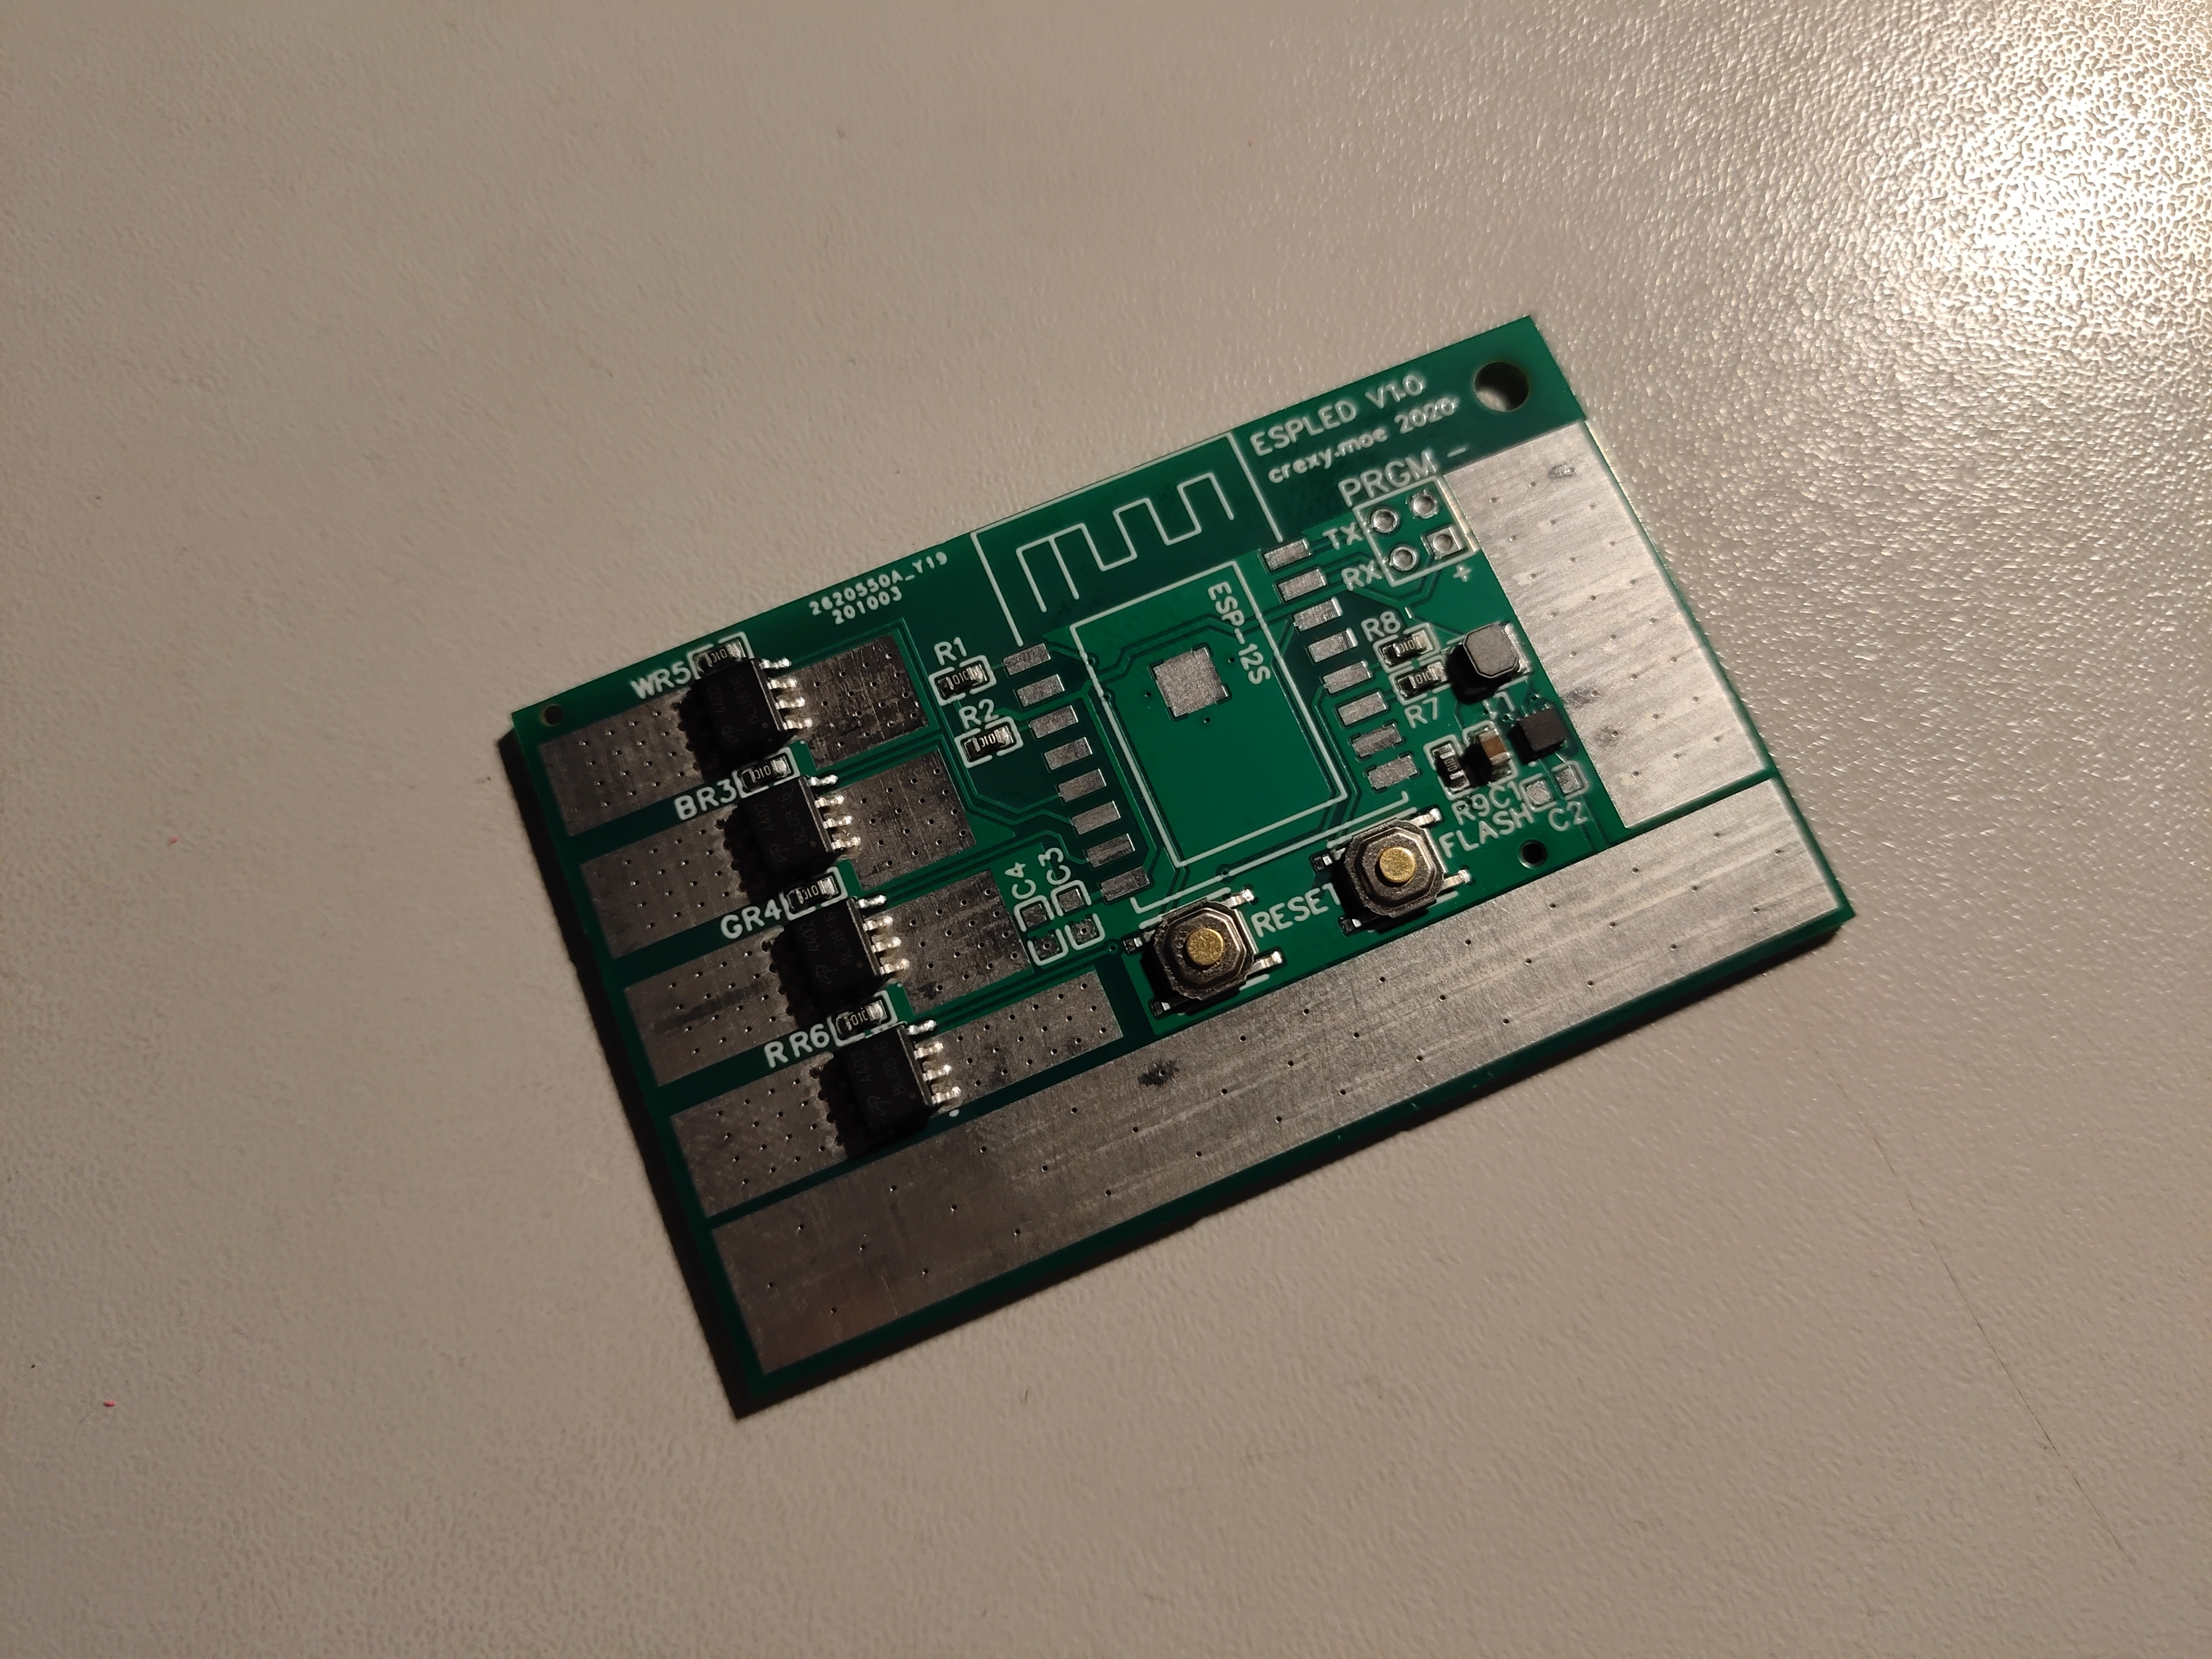 ESPLED V1.0
crexy.moe 2020
PRGM -
TX
RX
+
2620550A_Y19
201003
ESP-12S
WR5
R1
R2
BR3
GR4
RR6
C4
C3
R8
R7
R9
C1
C2
FLASH
RESET